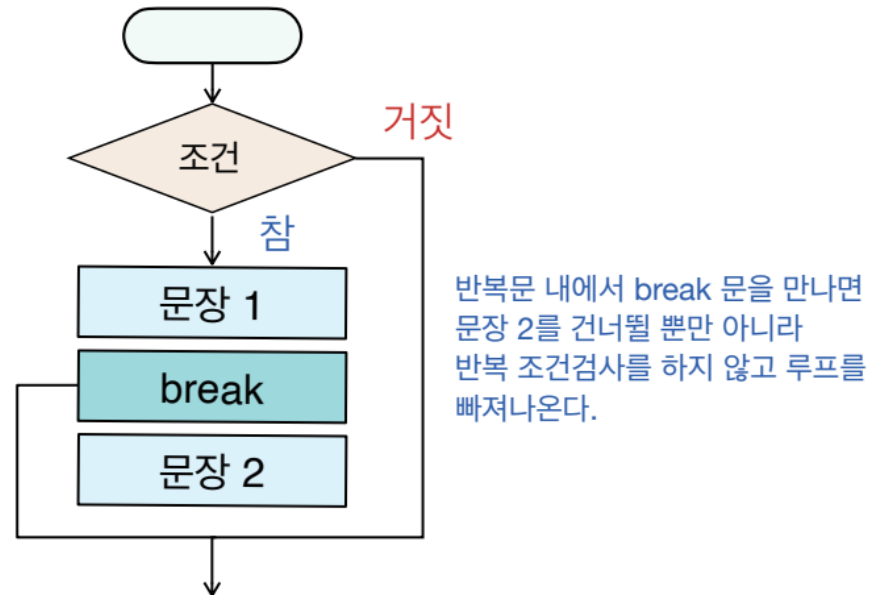 거짓
조건
참
문장 1
break
문장 2
반복문 내에서 break 문을 만나면
문장 2를 건너뛸 뿐만 아니라
반복 조건검사를 하지 않고 루프를
빠져나온다.